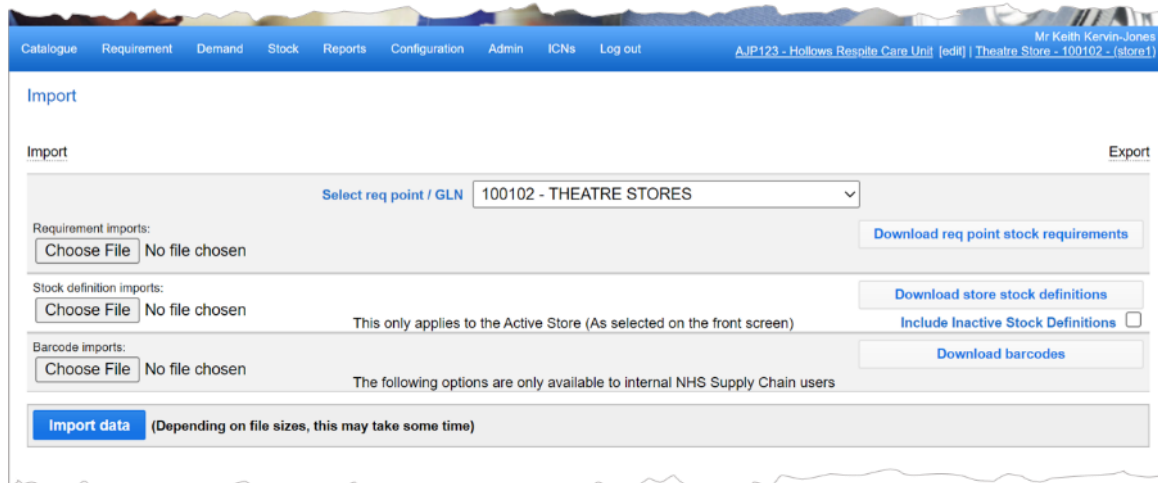 Mr Keith Kervin-Jones
Catalogue Requirement Demand Stock Reports Configuration Admin ICNs Log out
AJP123 - Hollows Respite Care Unit [edit] | Theatre Store - 100102 - (store1)
Import
Import Export
Select req point / GLN 100102 - THEATRE STORES
Requirement imports:
Choose File No file chosen
Download req point stock requirements
Stock definition imports:
Choose File No file chosen
Download store stock definitions
This only applies to the Active Store (As selected on the front screen)
Include Inactive Stock Definitions
Barcode imports:
Choose File No file chosen
Download barcodes
The following options are only available to internal NHS Supply Chain users
Import data (Depending on file sizes, this may take some time)